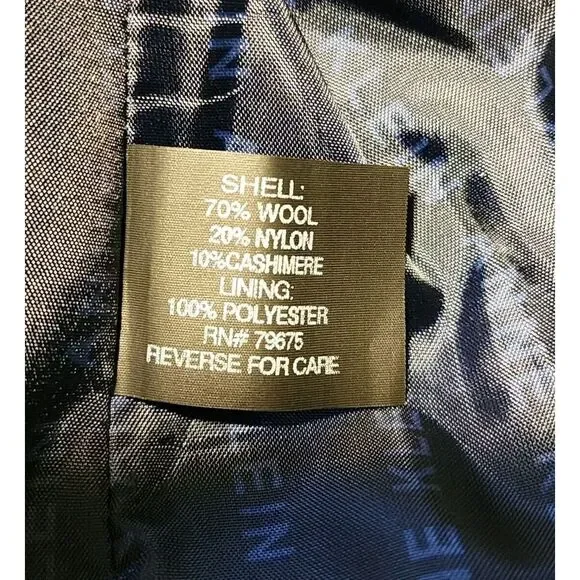 SHELL:
70% WOOL
20% NYLON
10%CASHIMERE
LINING:
100% POLYESTER
RN# 79675
REVERSE FOR CARE